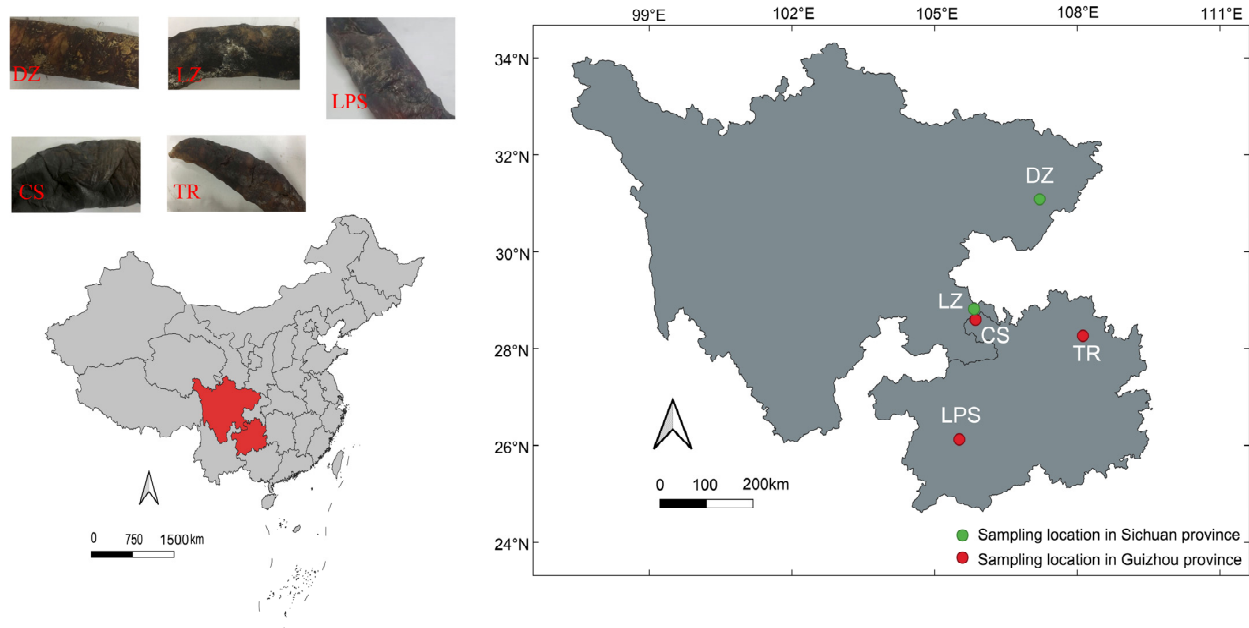 DZ
LZ
LPS
CS
TR
0 750 1500km
99°E 102°E 105°E 108°E 111°E
34°N
32°N
30°N
28°N
26°N
24°N
DZ
LZ
CS
TR
LPS
0 100 200km
Sampling location in Sichuan province
Sampling location in Guizhou province